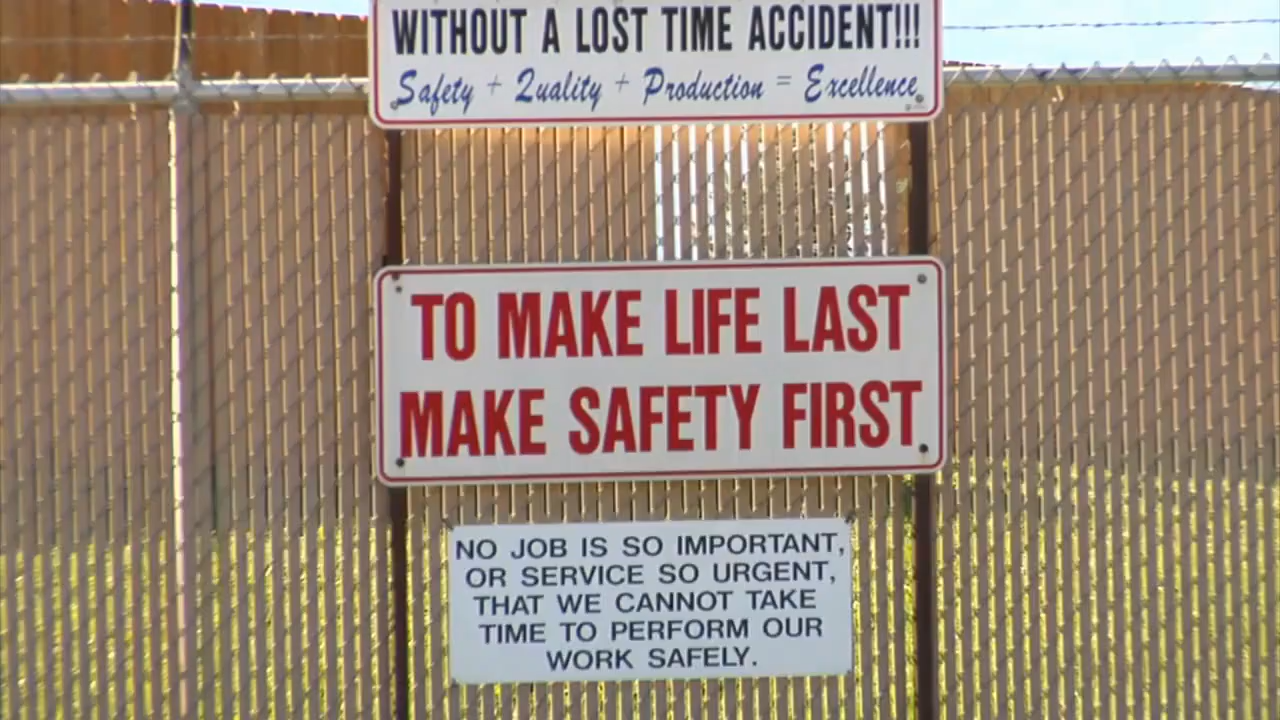 WITHOUT A LOST TIME ACCIDENT!!!
Safety + Quality + Production = Excellence
TO MAKE LIFE LAST
MAKE SAFETY FIRST
NO JOB IS SO IMPORTANT,
OR SERVICE SO URGENT,
THAT WE CANNOT TAKE
TIME TO PERFORM OUR
WORK SAFELY.